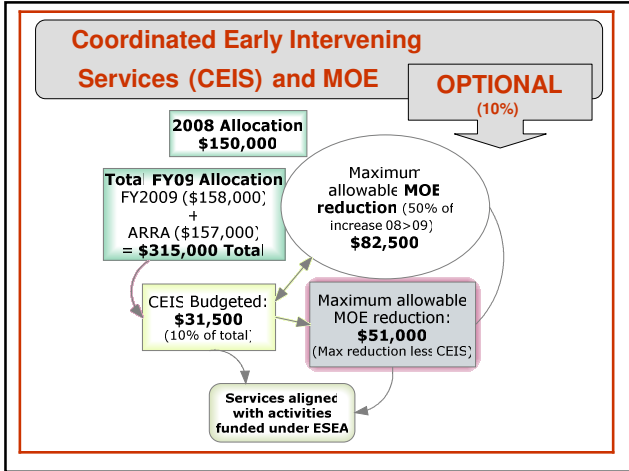 Coordinated Early Intervening
Services (CEIS) and MOE
OPTIONAL
(10%)
2008 Allocation
$150,000
Total FY09 Allocation
FY2009 ($158,000)
+
ARRA ($157,000)
= $315,000 Total
Maximum
allowable MOE
reduction (50% of
increase 08>09)
$82,500
CEIS Budgeted:
$31,500
(10% of total)
Maximum allowable
MOE reduction:
$51,000
(Max reduction less CEIS)
Services aligned
with activities
funded under ESEA